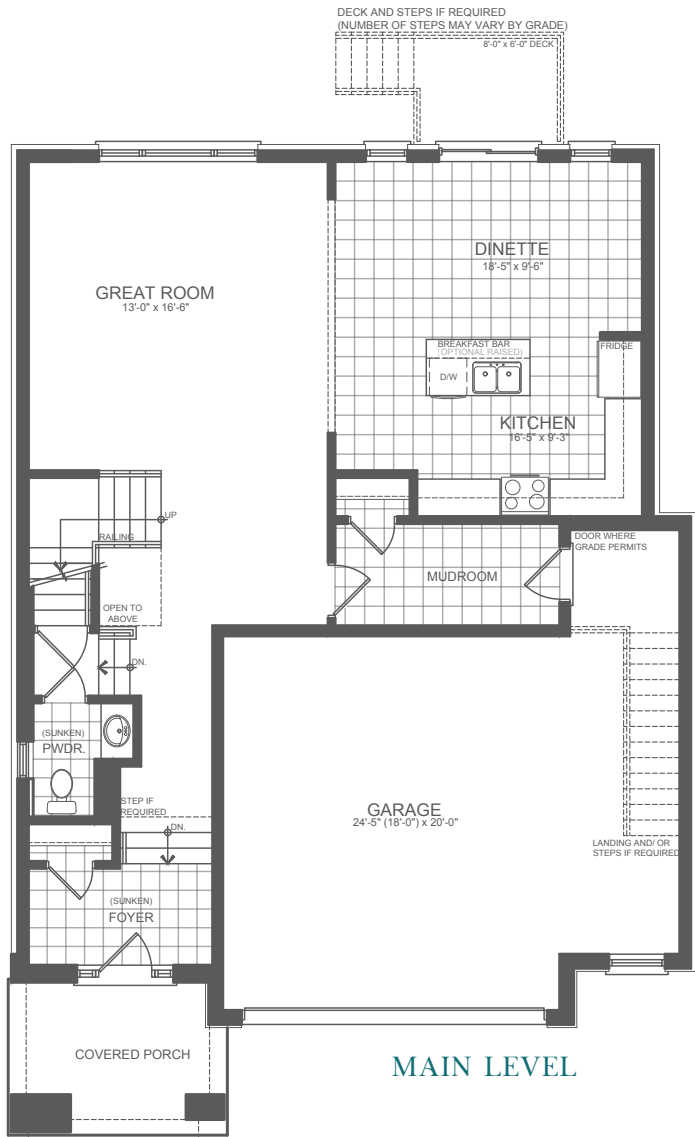 DECK AND STEPS IF REQUIRED
(NUMBER OF STEPS MAY VARY BY GRADE)
8'-0" x 6'-0" DECK
DINETTE
18'-5" x 9'-6"
GREAT ROOM
13'-0" x 16'-6"
BREAKFAST BAR
(OPTIONAL RAISED)
FRIDGE
D/W
KITCHEN
16'-5" x 9'-3"
UP
RAILING
DOOR WHERE
GRADE PERMITS
MUDROOM
OPEN TO
ABOVE
DN.
(SUNKEN)
PWDR.
STEP IF
REQUIRED
DN.
GARAGE
24'-5" (18'-0") x 20'-0"
LANDING AND/ OR
STEPS IF REQUIRED
(SUNKEN)
FOYER
COVERED PORCH
MAIN LEVEL